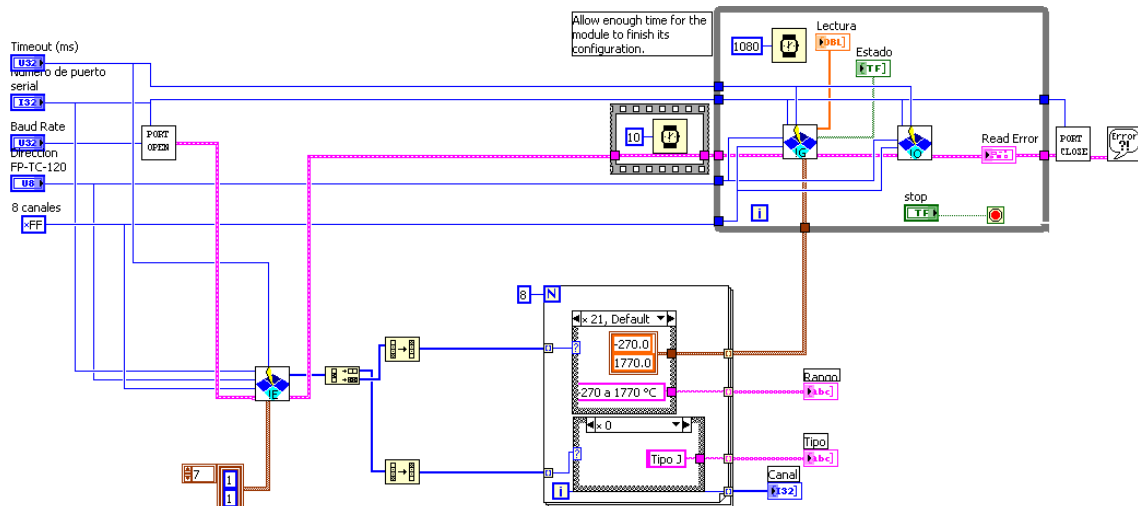 Timeout (ms)
U32
Número de puerto
serial
I32
Baud Rate
U32
Dirección
FP-TC-120
U8
8 canales
×FF
PORT
OPEN
!E
7
1
1
10
Allow enough time for the
module to finish its
configuration.
1080
Lectura
DBL
Estado
TF
!G
!O
Read Error
stop
TF
i
PORT
CLOSE
Error
?!
8
N
× 21, Default
?
-270.0
1770.0
-270 a 1770 °C
× 0
?
Tipo J
i
Rango
abc
Tipo
abc
Canal
I32